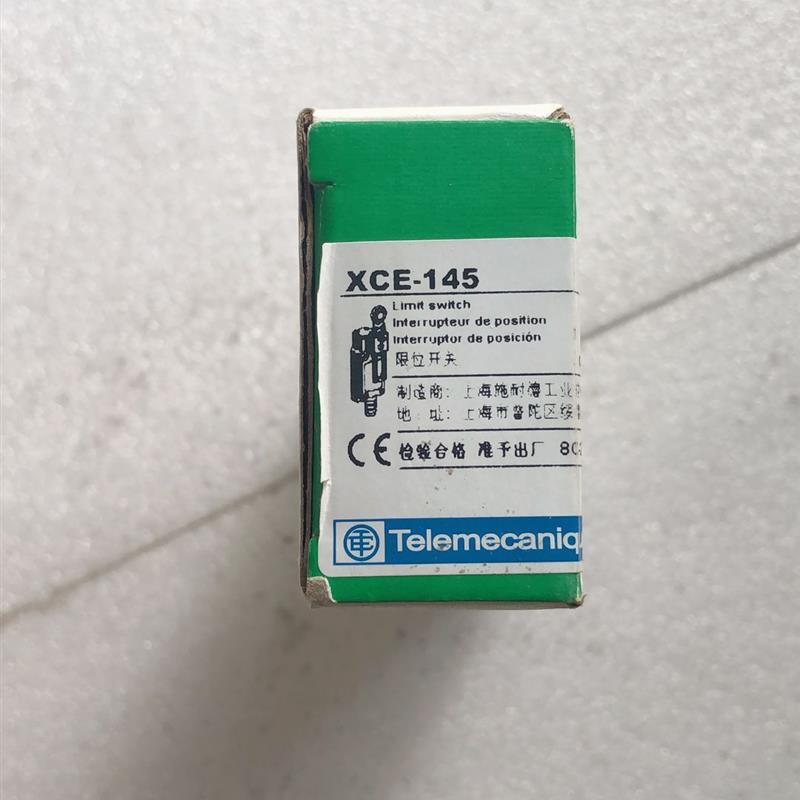 XCE-145
Limit switch
Interrupteur de position
Interruptor de posición
限位开关
制造商: 上海施耐德工业
地 址: 上海市普陀区绥
CE 检验合格 准予出厂 80
Telemecaniq